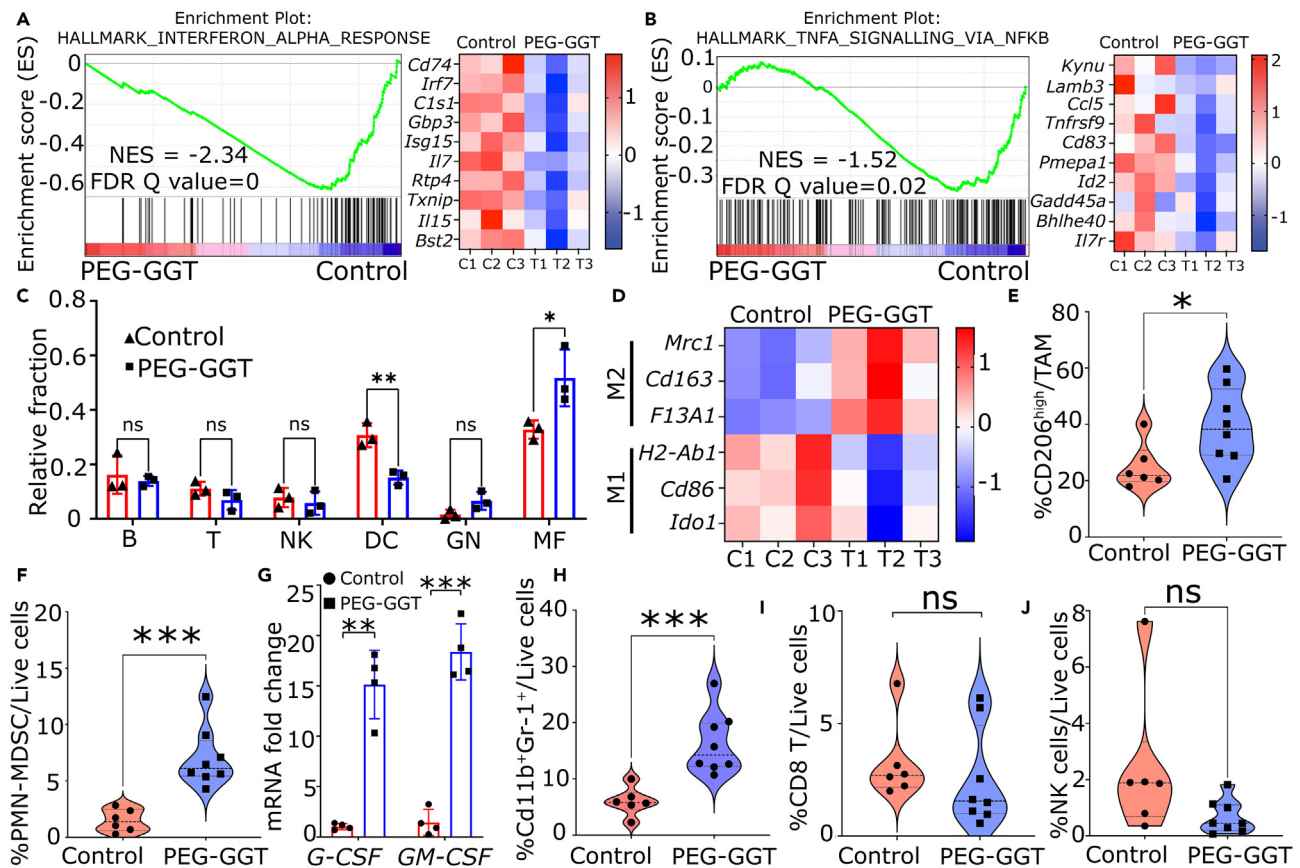 A
Enrichment Plot:
HALLMARK_INTERFERON_ALPHA_RESPONSE
Enrichment score (ES)
0
-0.2
-0.4
-0.6
NES = -2.34
FDR Q value=0
PEG-GGT Control
Control PEG-GGT
Cd74
Irf7
C1s1
Gbp3
Isg15
Il7
Rtp4
Txnip
Il15
Bst2
C1 C2 C3 T1 T2 T3
1
0
-1
B
Enrichment Plot:
HALLMARK_TNFA_SIGNALLING_VIA_NFKB
Enrichment score (ES)
0.1
0
-0.1
-0.3
NES = -1.52
FDR Q value=0.02
PEG-GGT Control
Control PEG-GGT
Kynu
Lamb3
Ccl5
Tnfrsf9
Cd83
Pmepa1
Id2
Gadd45a
Bhlhe40
Il7r
C1 C2 C3 T1 T2 T3
2
1
0
-1
C
Relative fraction
0.8
0.6
0.4
0.2
0
Control
PEG-GGT
ns ns ns ** ns *
B T NK DC GN MF
D
Control PEG-GGT
M2
M1
Mrc1
Cd163
F13A1
H2-Ab1
Cd86
Ido1
C1 C2 C3 T1 T2 T3
1
0
-1
E
%CD206high/TAM
80
60
40
20
0
*
Control PEG-GGT
F
%PMN-MDSC/Live cells
20
15
10
5
0
***
Control PEG-GGT
G
Control
PEG-GGT
mRNA fold change
25
20
15
10
5
0
** ***
G-CSF GM-CSF
H
%Cd11b+Gr-1+/Live cells
40
30
20
10
0
***
Control PEG-GGT
I
%CD8 T/Live cells
10
5
0
ns
Control PEG-GGT
J
%NK cells/Live cells
8
6
4
2
0
ns
Control PEG-GGT